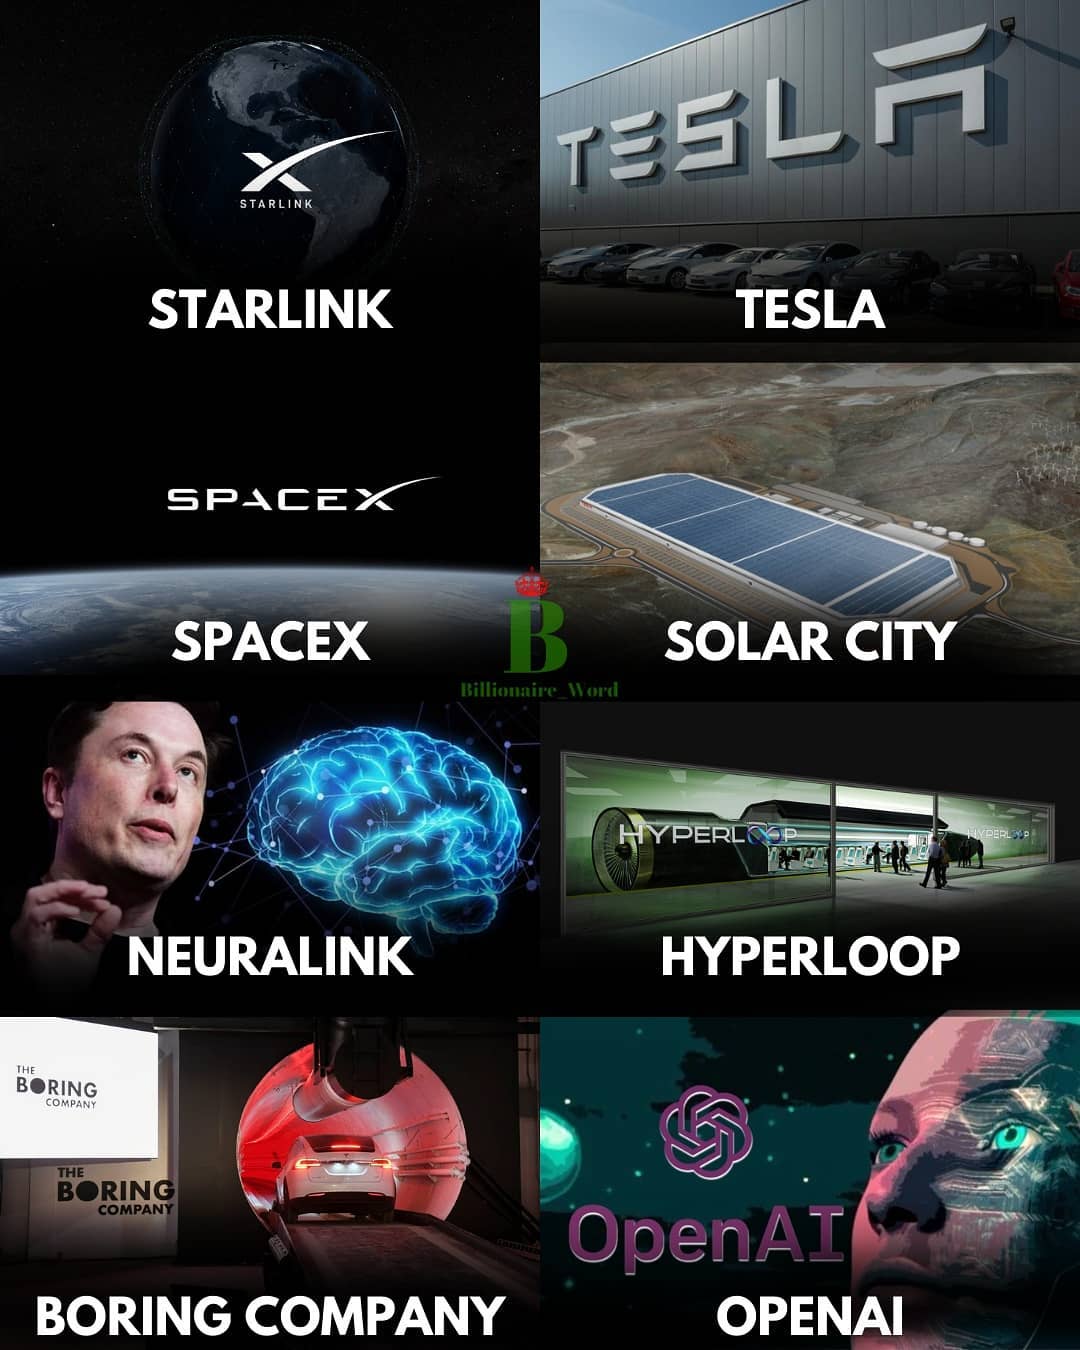 STARLINK
STARLINK
TESLA
TESLA
SPACEX
SPACEX
SOLAR CITY
B
Billionaire_Word
NEURALINK
HYPERLOOP
HYPERLOOP
HYPERLOOP
THE
BORING
COMPANY
THE
BORING
COMPANY
BORING COMPANY
OpenAI
OPENAI